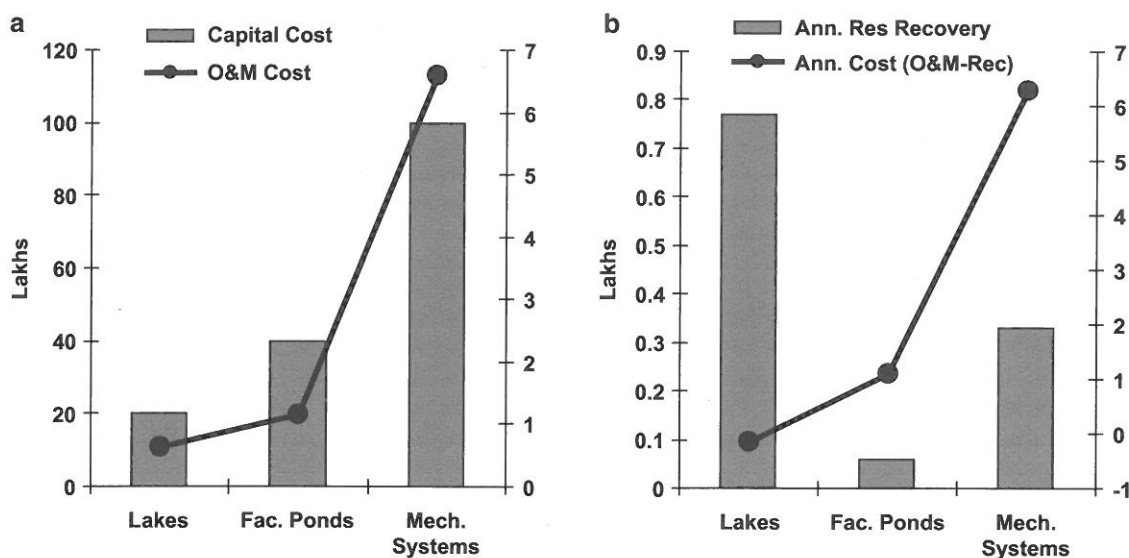 a
Capital Cost
O&M Cost
Lakhs
120
100
80
60
40
20
0
7
6
5
4
3
2
1
0
Lakes
Fac. Ponds
Mech.
Systems
b
Ann. Res Recovery
Ann. Cost (O&M-Rec)
Lakhs
0.9
0.8
0.7
0.6
0.5
0.4
0.3
0.2
0.1
0
7
6
5
4
3
2
1
0
-1
Lakes
Fac. Ponds
Mech.
Systems